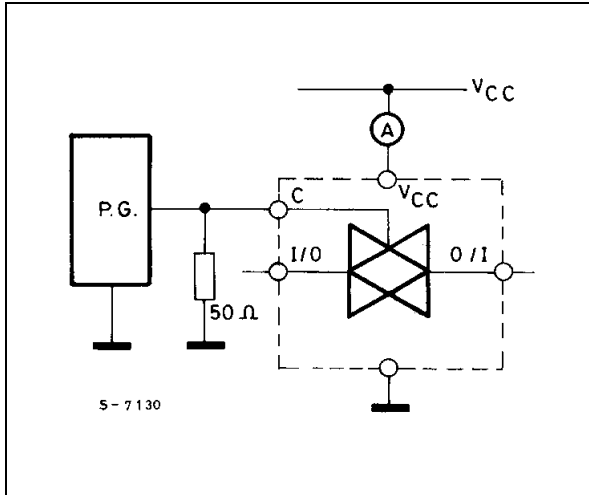 VCC
A
P.G.
C
VCC
I/O
O/I
50 Ω
S-7130